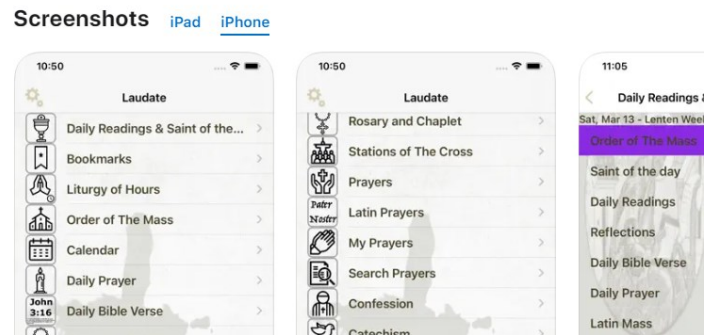 Screenshots iPad iPhone
10:50
Laudate
Daily Readings & Saint of the...
Bookmarks
Liturgy of Hours
Order of The Mass
Calendar
Daily Prayer
John
3:16
Daily Bible Verse
10:50
Laudate
Rosary and Chaplet
Stations of The Cross
Prayers
Pater
Noster
Latin Prayers
My Prayers
Search Prayers
Confession
Catechism
11:05
Daily Readings &
Sat, Mar 13 - Lenten Week
Order of The Mass
Saint of the day
Daily Readings
Reflections
Daily Bible Verse
Daily Prayer
Latin Mass